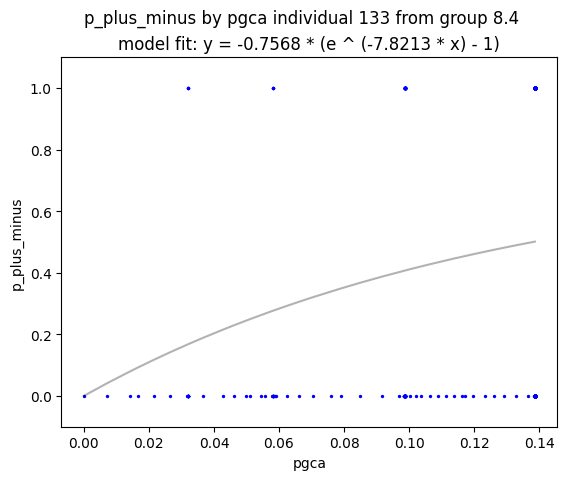 p_plus_minus by pgca individual 133 from group 8.4
model fit: y = -0.7568 * (e ^ (-7.8213 * x) - 1)
1.0
0.8
0.6
0.4
0.2
0.0
p_plus_minus
0.00 0.02 0.04 0.06 0.08 0.10 0.12 0.14
pgca